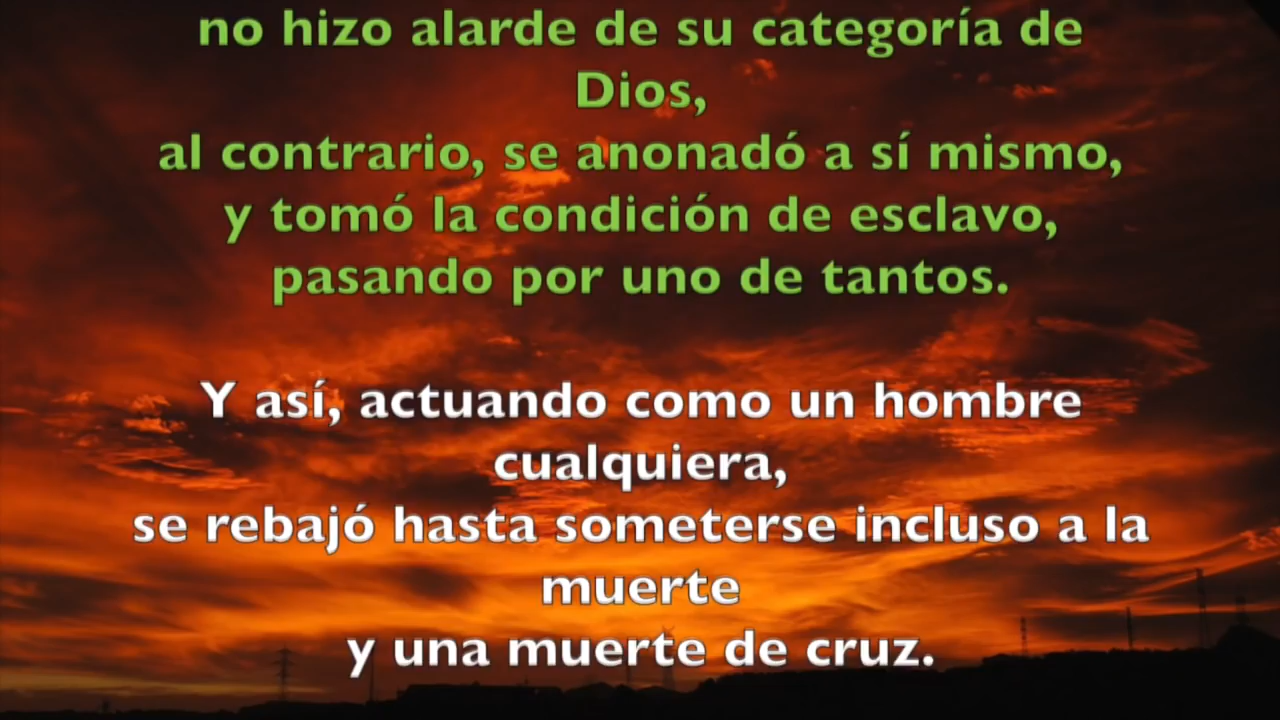 no hizo alarde de su categoría de
Dios,
al contrario, se anonadó a sí mismo,
y tomó la condición de esclavo,
pasando por uno de tantos.
Y así, actuando como un hombre
cualquiera,
se rebajó hasta someterse incluso a la
muerte
y una muerte de cruz.